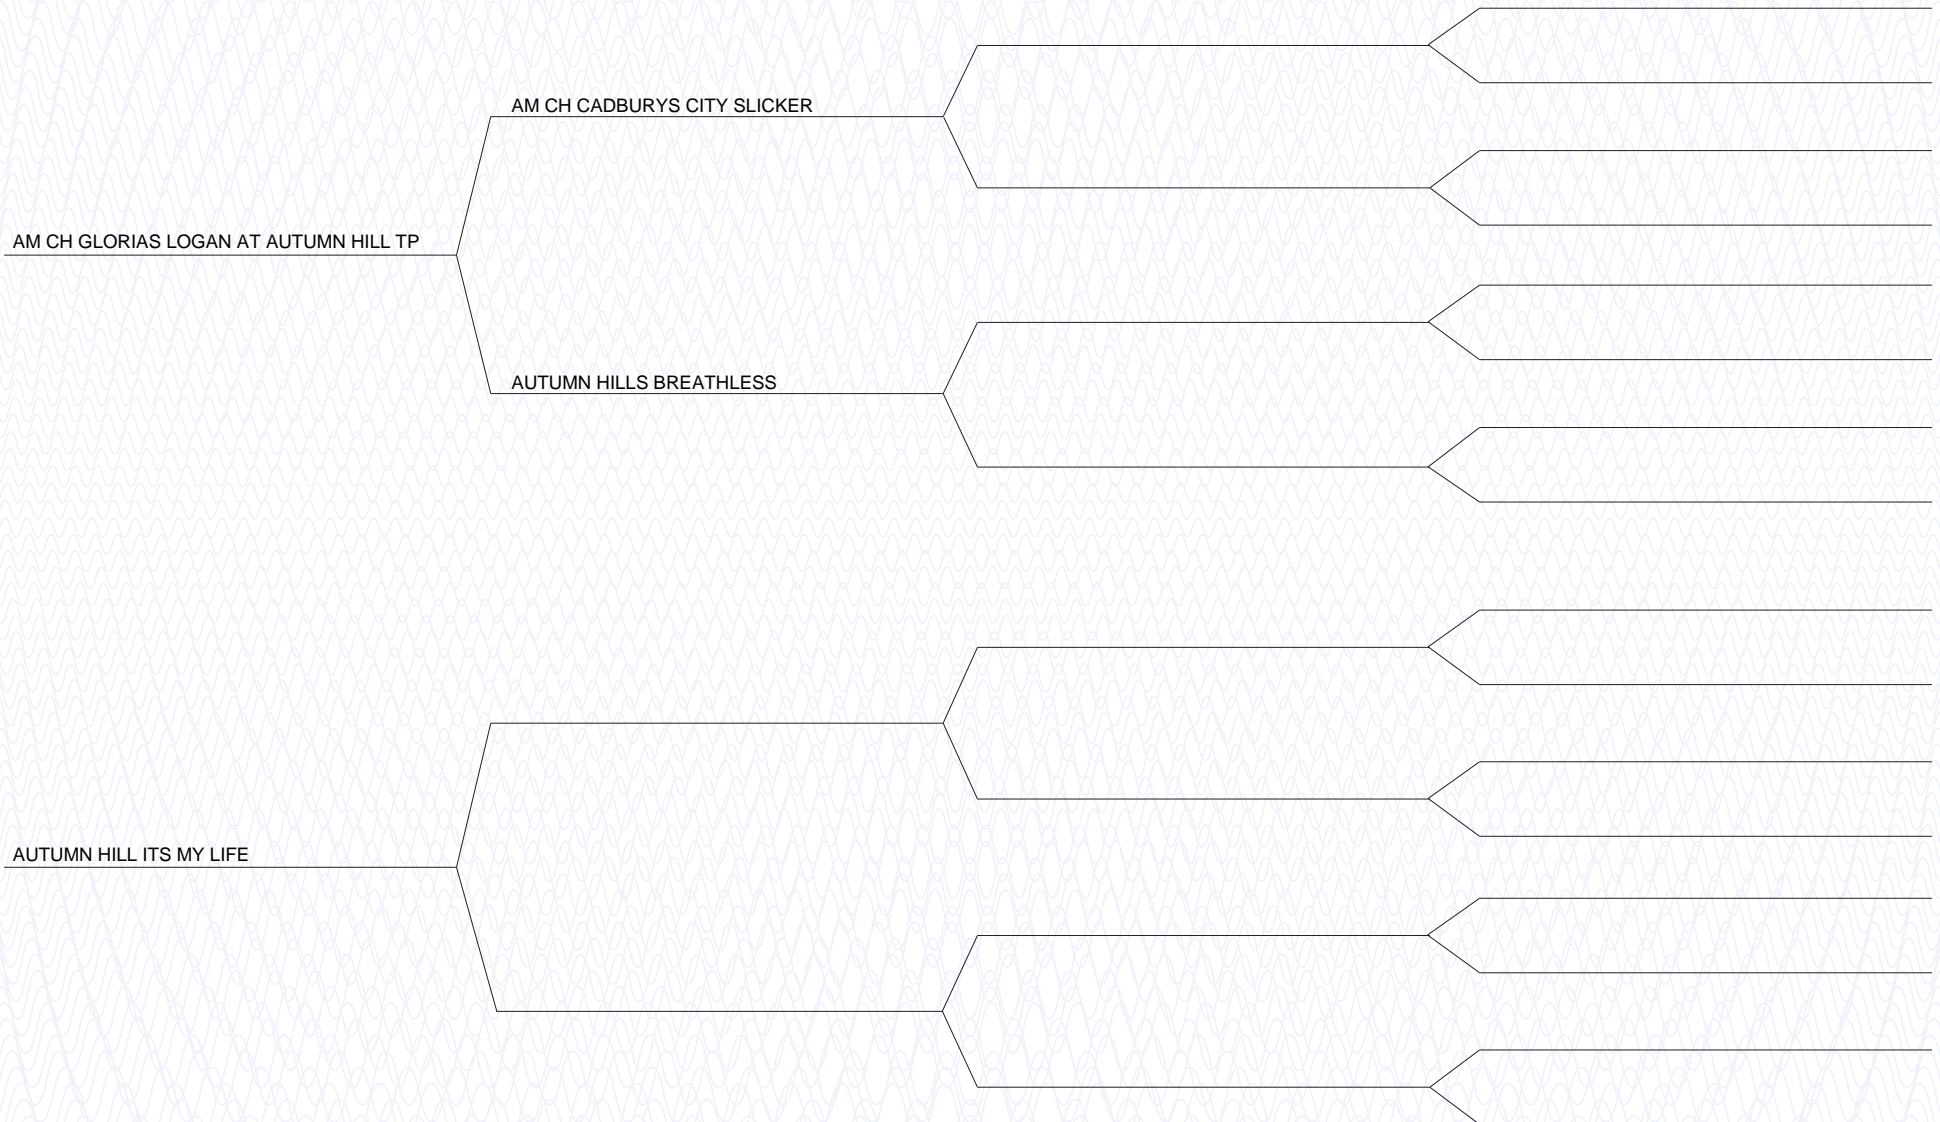 AM CH CADBURYS CITY SLICKER
AM CH GLORIAS LOGAN AT AUTUMN HILL TP
AUTUMN HILLS BREATHLESS
AUTUMN HILL ITS MY LIFE